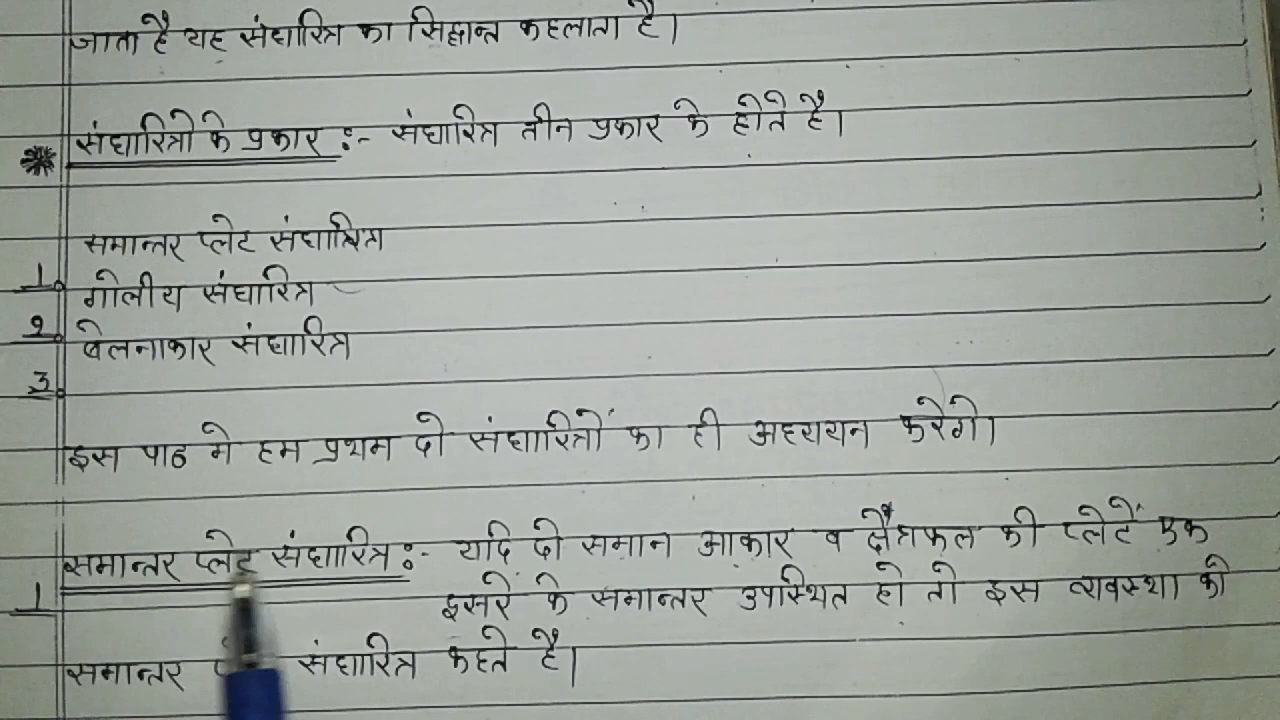 जाता है यह संधारित्र का सिद्धान्त कहलाता है।
* संधारित्रो के प्रकार :- संधारित्र तीन प्रकार के होते है।
समान्तर प्लेट संधारित्र
1. गोलीय संधारित्र
2. बेलनाकार संधारित्र
3.
इस पाठ मे हम प्रथम दो संधारित्रों का ही अध्ययन करेंगे।
समान्तर प्लेट संधारित्र :- यदि दो समान आकार व क्षैत्रफल की प्लेटें एक
1 दूसरे के समान्तर उपस्थित हो तो इस व्यवस्था को
समान्तर संधारित्र कहते है।